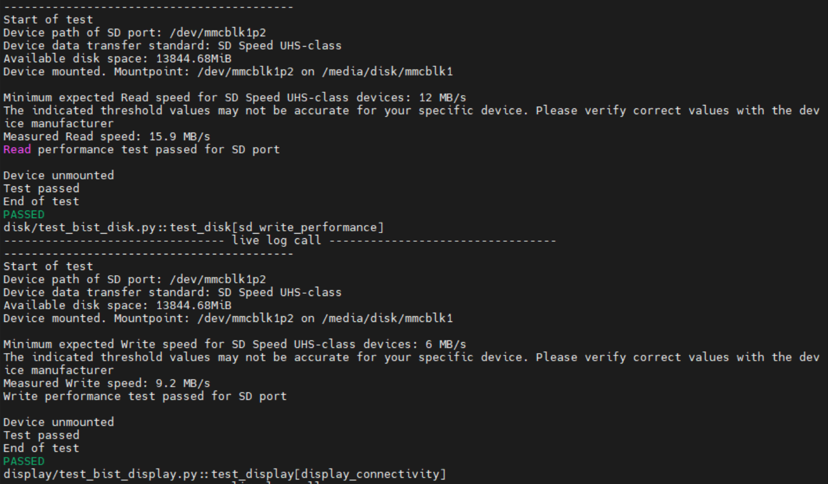 ------------------------------------------
Start of test
Device path of SD port: /dev/mmcblk1p2
Device data transfer standard: SD Speed UHS-class
Available disk space: 13844.68MiB
Device mounted. Mountpoint: /dev/mmcblk1p2 on /media/disk/mmcblk1
Minimum expected Read speed for SD Speed UHS-class devices: 12 MB/s
The indicated threshold values may not be accurate for your specific device. Please verify correct values with the dev
ice manufacturer
Measured Read speed: 15.9 MB/s
Read performance test passed for SD port
Device unmounted
Test passed
End of test
PASSED
disk/test_bist_disk.py::test_disk[sd_write_performance]
-------------------------------- live log call ---------------------------------
------------------------------------------
Start of test
Device path of SD port: /dev/mmcblk1p2
Device data transfer standard: SD Speed UHS-class
Available disk space: 13844.68MiB
Device mounted. Mountpoint: /dev/mmcblk1p2 on /media/disk/mmcblk1
Minimum expected Write speed for SD Speed UHS-class devices: 6 MB/s
The indicated threshold values may not be accurate for your specific device. Please verify correct values with the dev
ice manufacturer
Measured Write speed: 9.2 MB/s
Write performance test passed for SD port
Device unmounted
Test passed
End of test
PASSED
display/test_bist_display.py::test_display[display_connectivity]